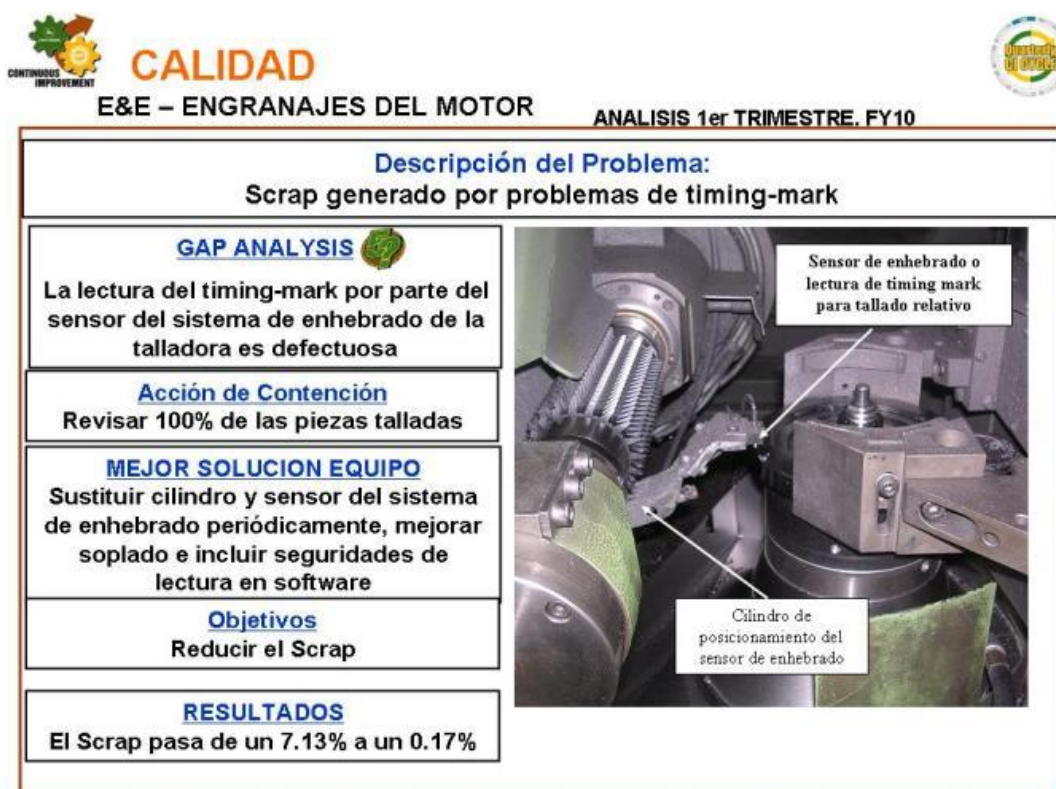 CONTINUOUS
IMPROVEMENT
CALIDAD
Quarterly
CI CYCLE
E&E – ENGRANAJES DEL MOTOR
ANALISIS 1er TRIMESTRE. FY10
Descripción del Problema:
Scrap generado por problemas de timing-mark
GAP ANALYSIS
La lectura del timing-mark por parte del
sensor del sistema de enhebrado de la
talladora es defectuosa
Acción de Contención
Revisar 100% de las piezas talladas
MEJOR SOLUCION EQUIPO
Sustituir cilindro y sensor del sistema
de enhebrado periódicamente, mejorar
soplado e incluir seguridades de
lectura en software
Objetivos
Reducir el Scrap
RESULTADOS
El Scrap pasa de un 7.13% a un 0.17%
Sensor de enhebrado o
lectura de timing mark
para tallado relativo
Cilindro de
posicionamiento del
sensor de enhebrado